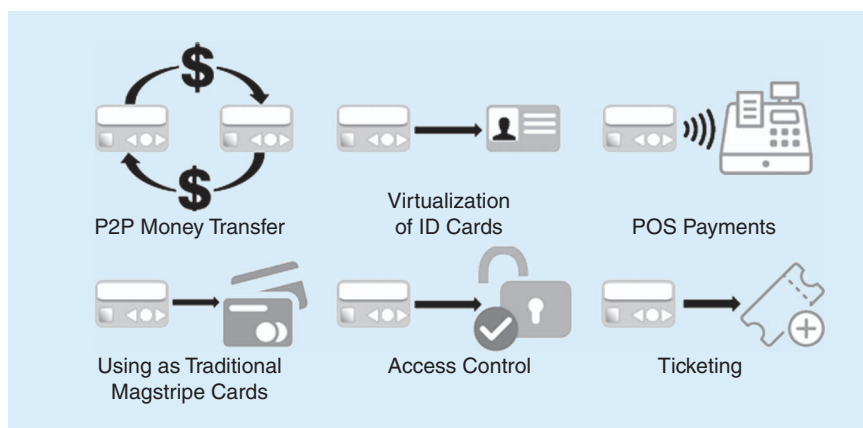 $
$
P2P Money Transfer
Virtualization
of ID Cards
POS Payments
Using as Traditional
Magstripe Cards
Access Control
Ticketing